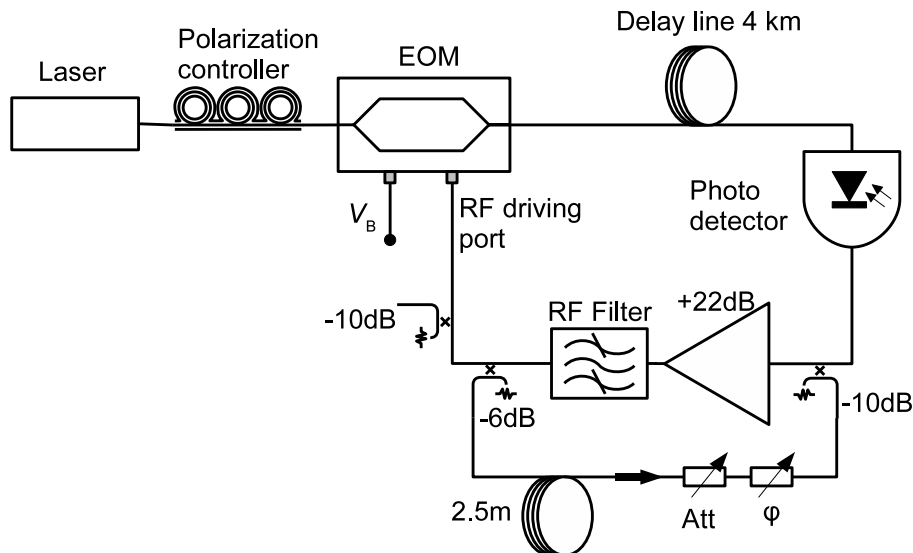 Delay line 4 km
Polarization
controller
EOM
Laser
Photo
detector
V_B
RF driving
port
-10dB
RF Filter
+22dB
-6dB
-10dB
2.5m
Att
φ